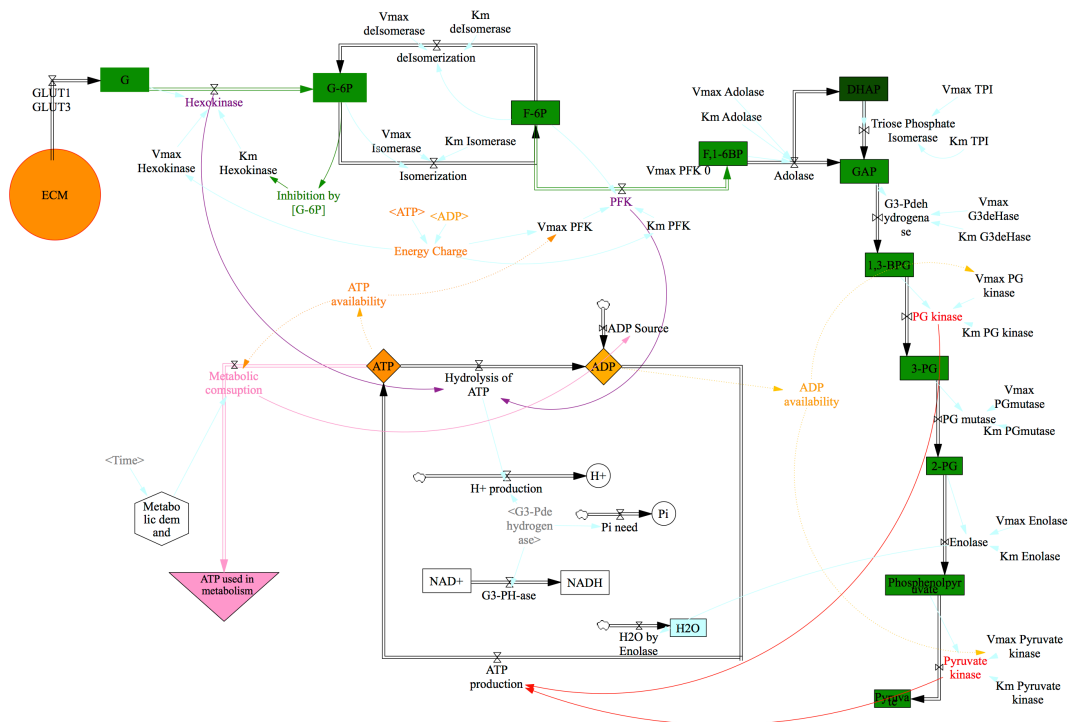 GLUT1
GLUT3
ECM
G
Hexokinase
Vmax
Hexokinase
Km
Hexokinase
G-6P
Inhibition by
[G-6P]
Vmax
deIsomerase
Km
deIsomerase
deIsomerization
Vmax
Isomerase
Km Isomerase
Isomerization
F-6P
Vmax PFK 0
PFK
<ATP>
<ADP>
Energy Charge
Vmax PFK
Km PFK
Vmax Adolase
Km Adolase
F,1-6BP
Adolase
DHAP
Triose Phosphate
Isomerase
Vmax TPI
Km TPI
GAP
G3-Pdeh
ydrogena
se
Vmax
G3deHase
Km G3deHase
1,3-BPG
Vmax PG
kinase
PG kinase
Km PG kinase
3-PG
Vmax
PGmutase
PG mutase
Km PGmutase
2-PG
Vmax Enolase
Enolase
Km Enolase
Phosphenolpyr
uvate
Vmax Pyruvate
kinase
Pyruvate
kinase
Km Pyruvate
kinase
Pyruva
te
ATP
availability
ADP Source
ATP
Hydrolysis of
ATP
ADP
ADP
availability
Metabolic
comsuption
<Time>
Metabo
lic dem
and
ATP used in
metabolism
H+ production
H+
<G3-Pde
hydrogen
ase>
Pi need
Pi
NAD+
G3-PH-ase
NADH
H2O by
Enolase
H2O
ATP
production